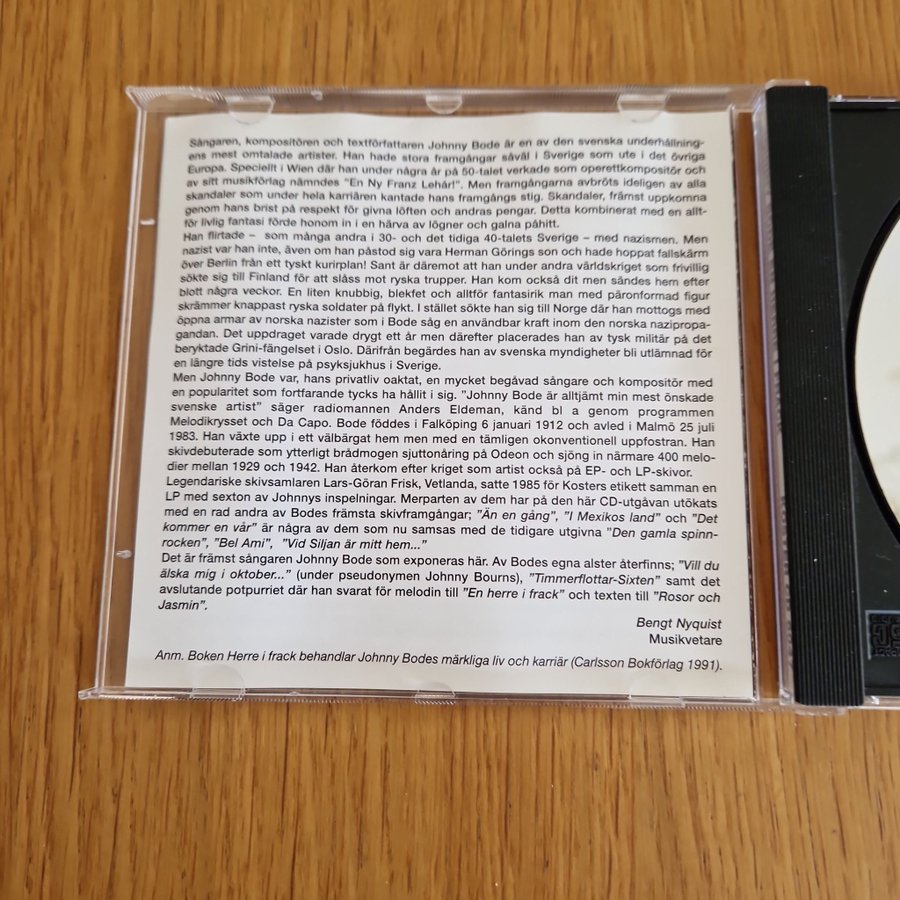 Sångaren, kompositören och textförfattaren Johnny Bode är en av den svenska underhållning-
ens mest omtalade artister. Han hade stora framgångar såväl i Sverige som ute i det övriga
Europa. Speciellt i Wien där han under några år på 50-talet verkade som operettkompositör och
av sitt musikförlag nämndes "En Ny Franz Lehár!". Men framgångarna avbröts ideligen av alla
skandaler som under hela karriären kantade hans framgångs stig. Skandaler, främst uppkomna
genom hans brist på respekt för givna löften och andras pengar. Detta kombinerat med en allt-
för livlig fantasi förde honom in i en härva av lögner och galna påhitt.
Han flirtade – som många andra i 30- och det tidiga 40-talets Sverige – med nazismen. Men
nazist var han inte, även om han påstod sig vara Herman Görings son och hade hoppat fallskärm
över Berlin från ett tyskt kurirplan! Sant är däremot att han under andra världskriget som frivillig
sökte sig till Finland för att slåss mot ryska trupper. Han kom också dit men sändes hem efter
blott några veckor. En liten knubbig, blekfet och alltför fantasirik man med päronformad figur
skrämmer knappast ryska soldater på flykt. I stället sökte han sig till Norge där han mottogs med
öppna armar av norska nazister som i Bode såg en användbar kraft inom den norska nazipropa-
gandan. Det uppdraget varade drygt ett år men därefter placerades han av tysk militär på det
beryktade Grini-fängelset i Oslo. Därifrån begärdes han av svenska myndigheter bli utlämnad för
en längre tids vistelse på psyksjukhus i Sverige.
Men Johnny Bode var, hans privatliv oaktat, en mycket begåvad sångare och kompositör med
en popularitet som fortfarande tycks ha hållit i sig. "Johnny Bode är alltjämt min mest önskade
svenske artist" säger radiomannen Anders Eldeman, känd bl a genom programmen
Melodikrysset och Da Capo. Bode föddes i Falköping 6 januari 1912 och avled i Malmö 25 juli
1983. Han växte upp i ett välbärgat hem men med en tämligen okonventionell uppfostran. Han
skivdebuterade som ytterligt brådmogen sjuttonåring på Odeon och sjöng in närmare 400 melo-
dier mellan 1929 och 1942. Han återkom efter kriget som artist också på EP- och LP-skivor.
Legendariske skivsamlaren Lars-Göran Frisk, Vetlanda, satte 1985 för Kosters etikett samman en
LP med sexton av Johnnys inspelningar. Merparten av dem har på den här CD-utgåvan utökats
med en rad andra av Bodes främsta skivframgångar; "Än en gång", "I Mexikos land" och "Det
kommer en vår" är några av dem som nu samsas med de tidigare utgivna "Den gamla spinn-
rocken", "Bel Ami", "Vid Siljan är mitt hem..."
Det är främst sångaren Johnny Bode som exponeras här. Av Bodes egna alster återfinns; "Vill du
älska mig i oktober..." (under pseudonymen Johnny Bourns), "Timmerflottar-Sixten" samt det
avslutande potpurriet där han svarat för melodin till "En herre i frack" och texten till "Rosor och
Jasmin".
Bengt Nyquist
Musikvetare
Anm. Boken Herre i frack behandlar Johnny Bodes märkliga liv och karriär (Carlsson Bokförlag 1991).